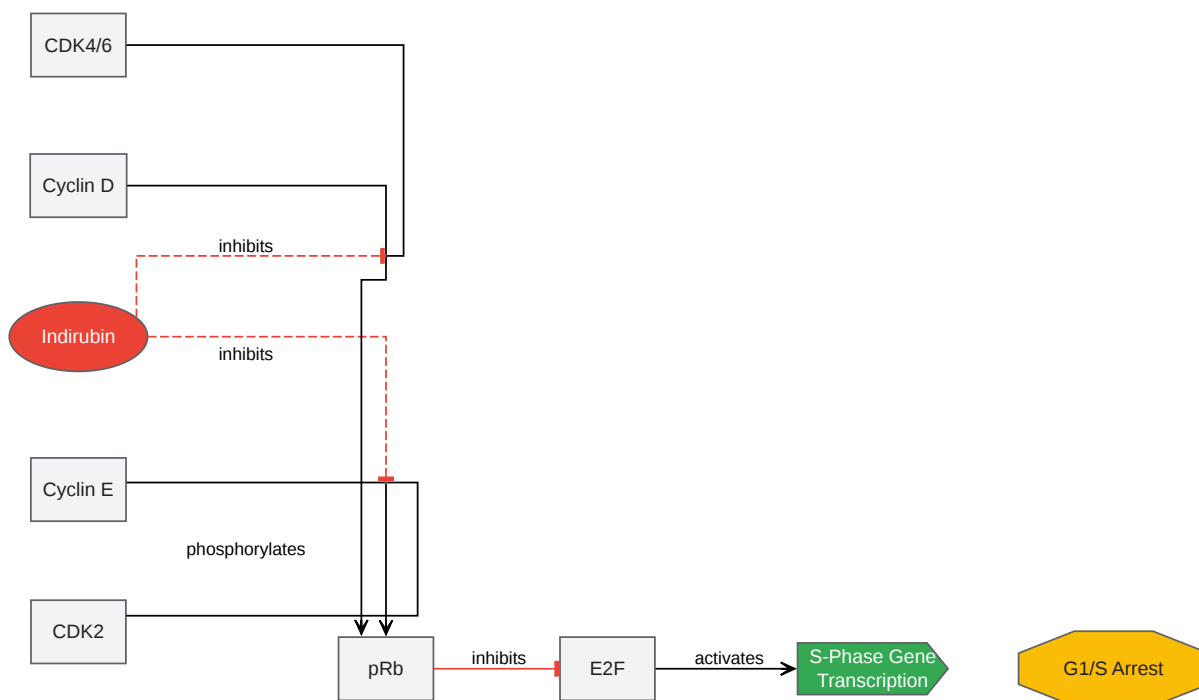 CDK4/6
Cyclin D
inhibits
Indirubin
inhibits
Cyclin E
phosphorylates
CDK2
pRb
inhibits
E2F
activates
S-Phase Gene
Transcription
G1/S Arrest